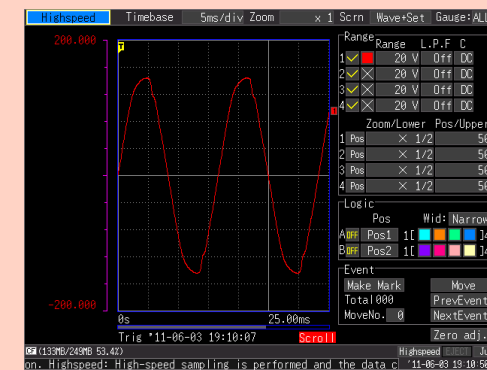 Highspeed Timebase 5ms/div Zoom × 1 Scrn Wave+Set Gauge:ALL
200.000
T
-200.000
0s 25.00ms
Trig '11-06-03 19:10:07 Scroll
Range
Range L.P.F C
1 20 V Off DC
2 20 V Off DC
3 20 V Off DC
4 20 V Off DC
Zoom/Lower Pos/Upper
1 Pos × 1/2 50
2 Pos × 1/2 50
3 Pos × 1/2 50
4 Pos × 1/2 50
Logic
Pos Wid: Narrow
A OFF Pos1 1[ ]4
B OFF Pos2 1[ ]4
Event
Make Mark Move
Total000 PrevEvent
MoveNo. 0 NextEvent
Zero adj.
(133MB/249MB 53.4%) Highspeed EJECT
on. Highspeed: High-speed sampling is performed and the data c '11-06-03 19:10: